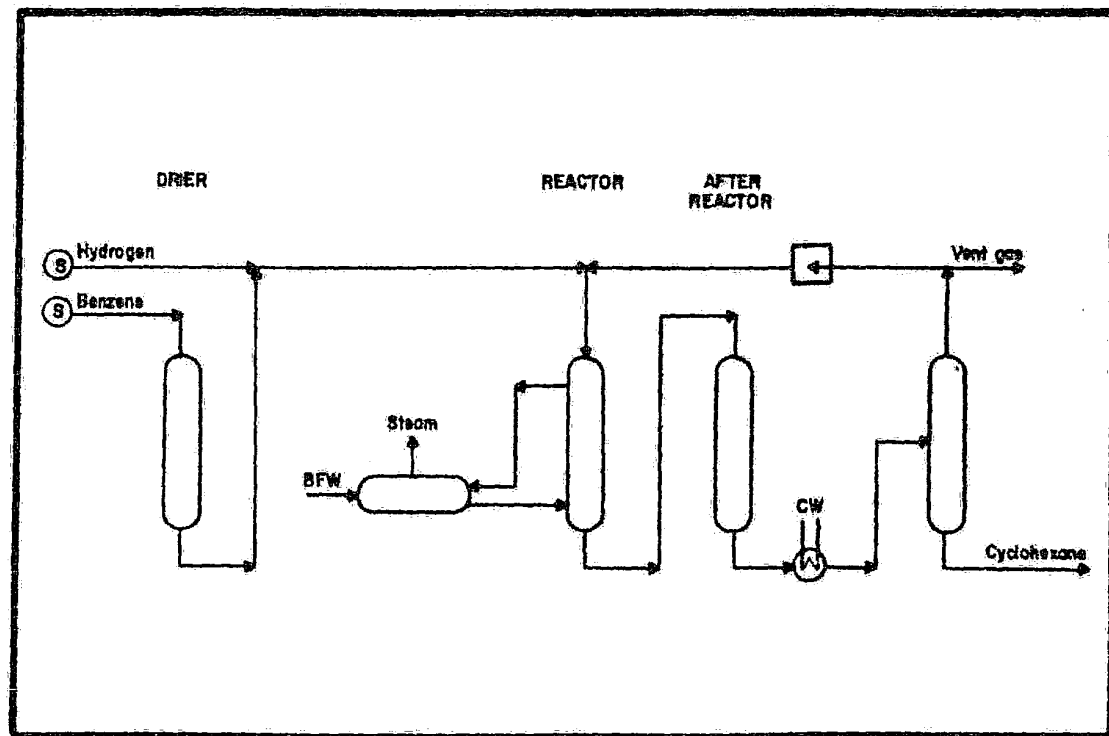 DRIER
REACTOR
AFTER
REACTOR
S
Hydrogen
Vent gas
S
Benzene
Steam
BFW
CW
Cyclohexane